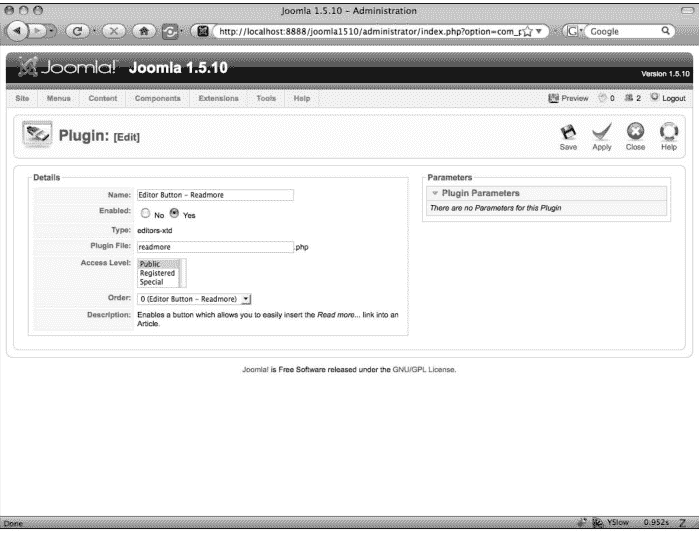 Joomla 1.5.10 – Administration
http://localhost:8888/joomla1510/administrator/index.php?option=com_p
G Google
Joomla! Joomla 1.5.10
Version 1.5.10
Site Menus Content Components Extensions Tools Help
Preview 0 2 Logout
Plugin: [Edit]
Save Apply Close Help
Details
Name: Editor Button – Readmore
Enabled: No Yes
Type: editors-xtd
Plugin File: readmore .php
Access Level: Public
Registered
Special
Order: 0 (Editor Button – Readmore)
Description: Enables a button which allows you to easily insert the Read more... link into an
Article.
Parameters
Plugin Parameters
There are no Parameters for this Plugin
Joomla! is Free Software released under the GNU/GPL License.
Done
YSlow 0.952s Z